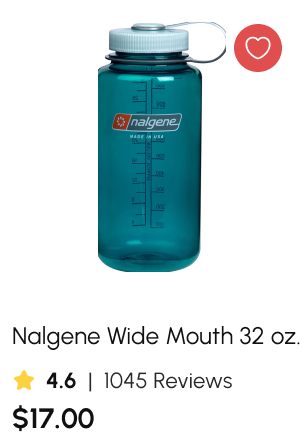 nalgene
MADE IN USA
Nalgene Wide Mouth 32 oz.
4.6 | 1045 Reviews
$17.00